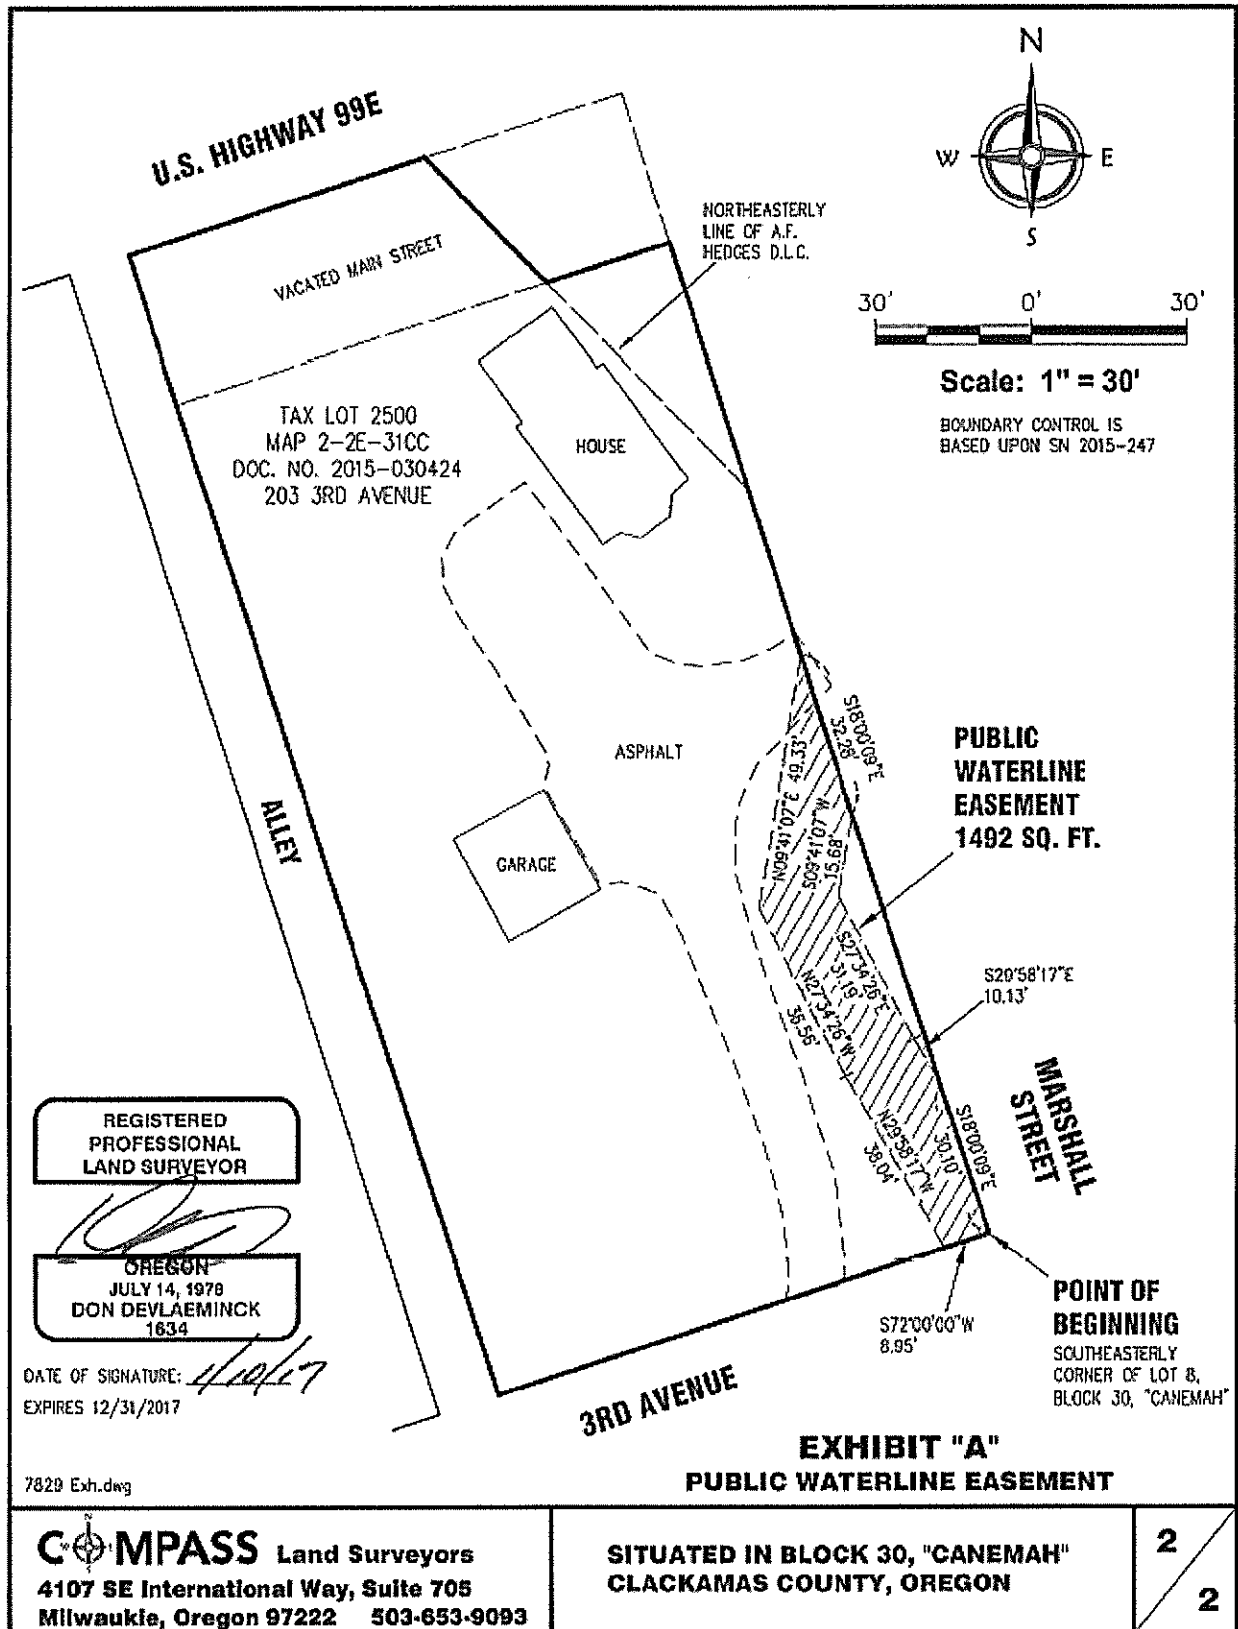 N
W E
S
U.S. HIGHWAY 99E
NORTHEASTERLY
LINE OF A.F.
HEDGES D.L.C.
VACATED MAIN STREET
30' 0' 30'
Scale: 1" = 30'
BOUNDARY CONTROL IS
BASED UPON SN 2015-247
TAX LOT 2500
MAP 2-2E-31CC
DOC. NO. 2015-030424
203 3RD AVENUE
HOUSE
ASPHALT
S18°00'09"E
32.26'
PUBLIC
WATERLINE
EASEMENT
1492 SQ. FT.
N09°41'07"E 49.33'
S09°41'07"W
15.68'
ALLEY
GARAGE
S27°34'26"E
31.19'
N27°34'26"W
S29°58'17"E
10.13'
MARSHALL
STREET
S18°00'09"E
30.10'
N29°58'17"W
38.04'
REGISTERED
PROFESSIONAL
LAND SURVEYOR
OREGON
JULY 14, 1978
DON DEVLAEMINCK
1634
DATE OF SIGNATURE: 1/10/17
EXPIRES 12/31/2017
S72°00'00"W
8.95'
POINT OF
BEGINNING
SOUTHEASTERLY
CORNER OF LOT 8,
BLOCK 30, "CANEMAH"
3RD AVENUE
EXHIBIT "A"
PUBLIC WATERLINE EASEMENT
7829 Exh.dwg
COMPASS Land Surveyors
4107 SE International Way, Suite 705
Milwaukie, Oregon 97222 503-653-9093
SITUATED IN BLOCK 30, "CANEMAH"
CLACKAMAS COUNTY, OREGON
2
2